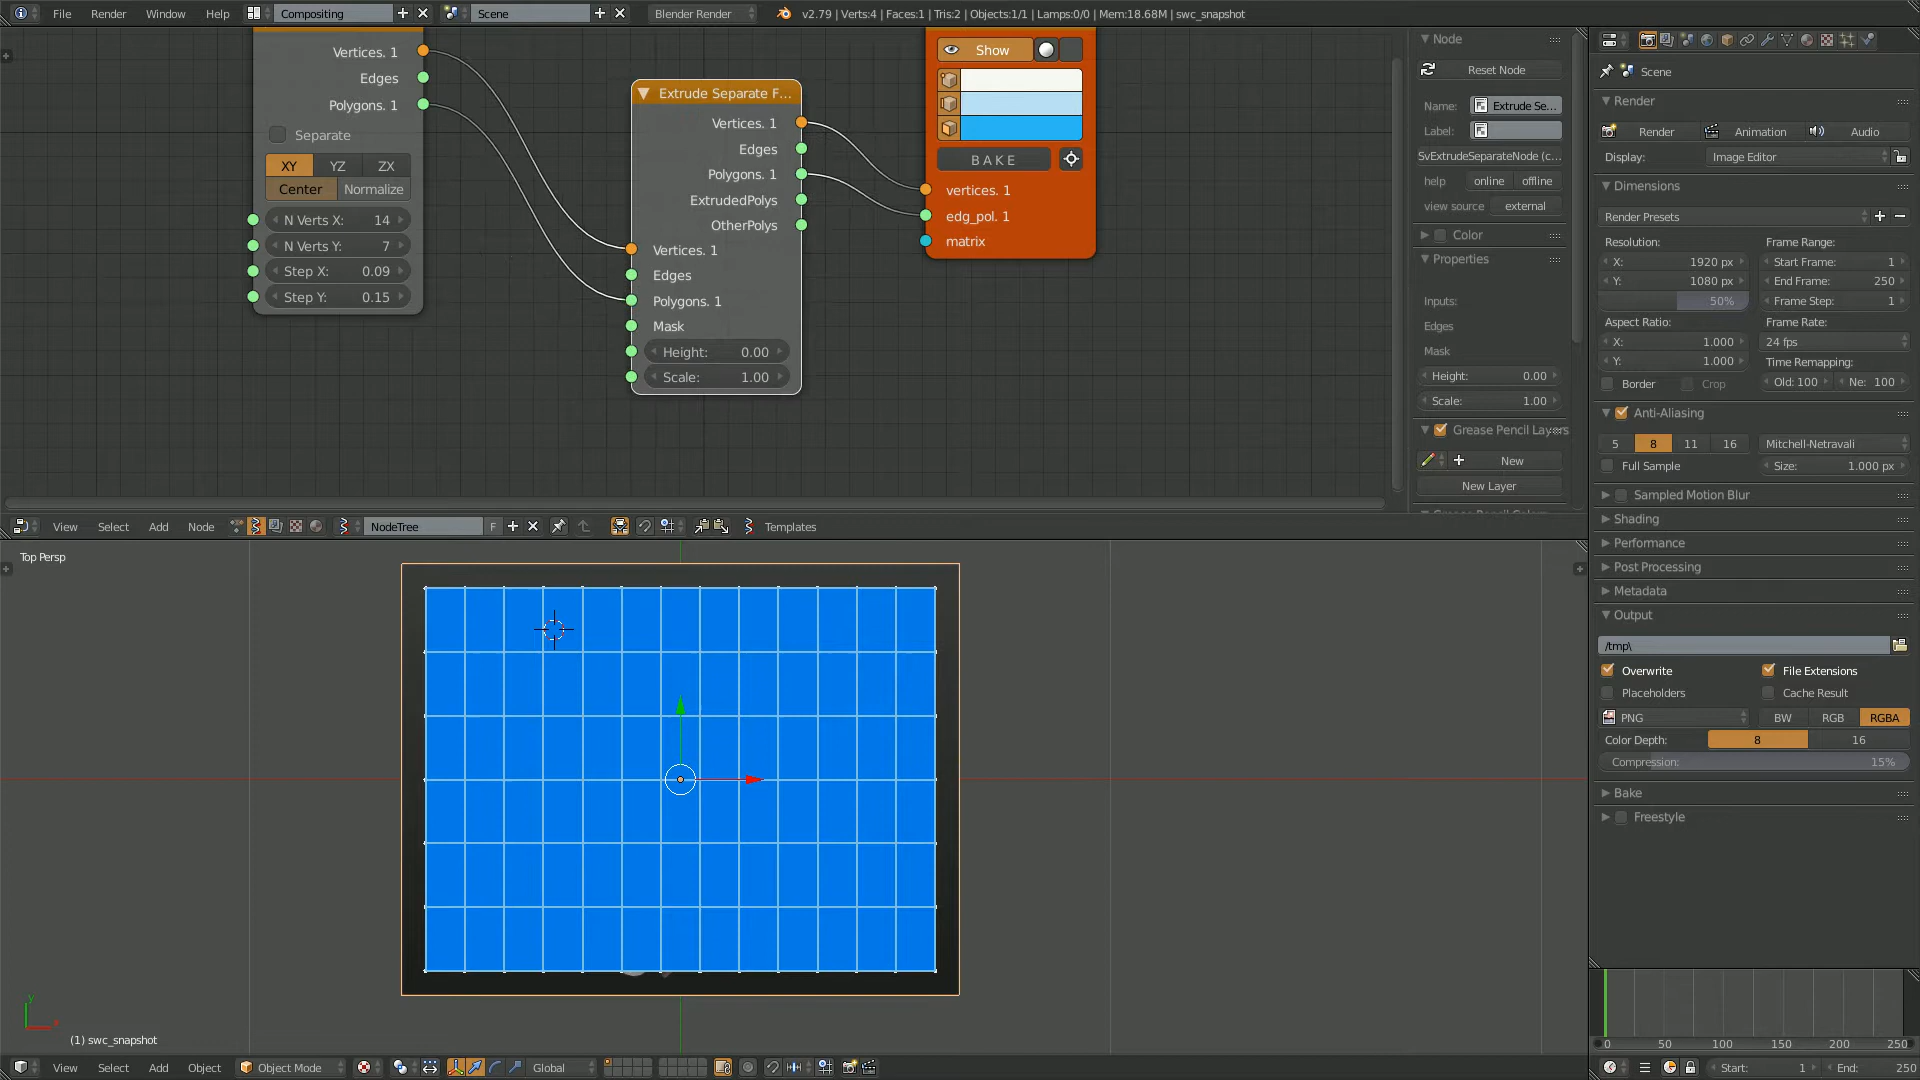 File Render Window Help Compositing Scene Blender Render v2.79 | Verts:4 | Faces:1 | Tris:2 | Objects:1/1 | Lamps:0/0 | Mem:18.68M | swc_snapshot
Vertices. 1
Edges
Polygons. 1
Separate
XY YZ ZX
Center Normalize
N Verts X: 14
N Verts Y: 7
Step X: 0.09
Step Y: 0.15
Extrude Separate F...
Vertices. 1
Edges
Polygons. 1
ExtrudedPolys
OtherPolys
Vertices. 1
Edges
Polygons. 1
Mask
Height: 0.00
Scale: 1.00
Show
BAKE
vertices. 1
edg_pol. 1
matrix
Node
Reset Node
Name: Extrude Se...
Label:
SvExtrudeSeparateNode (c...
help online offline
view source external
Color
Properties
Inputs:
Edges
Mask
Height: 0.00
Scale: 1.00
Grease Pencil Layers
New
New Layer
View Select Add Node NodeTree F Templates
Top Persp
y
x
(1) swc_snapshot
View Select Add Object Object Mode Global
Scene
Render
Render Animation Audio
Display: Image Editor
Dimensions
Render Presets
Resolution: Frame Range:
X: 1920 px Start Frame: 1
Y: 1080 px End Frame: 250
50% Frame Step: 1
Aspect Ratio: Frame Rate:
X: 1.000 24 fps
Y: 1.000 Time Remapping:
Border Crop Old: 100 Ne: 100
Anti-Aliasing
5 8 11 16 Mitchell-Netravali
Full Sample Size: 1.000 px
Sampled Motion Blur
Shading
Performance
Post Processing
Metadata
Output
/tmp\
Overwrite File Extensions
Placeholders Cache Result
PNG BW RGB RGBA
Color Depth: 8 16
Compression: 15%
Bake
Freestyle
0 50 100 150 200 250
Start: 1 End: 250